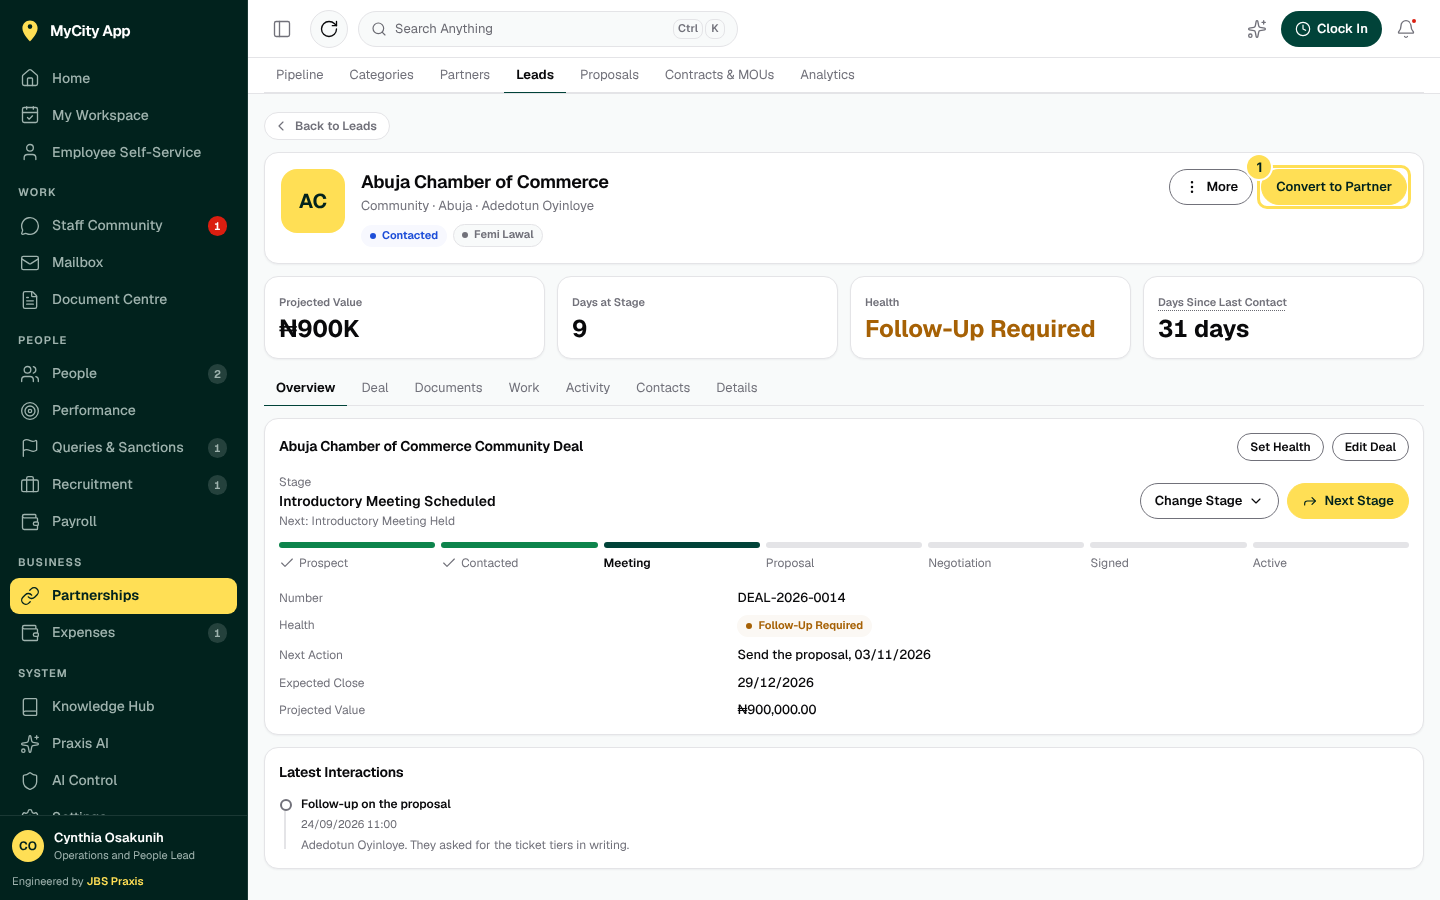 MyCity App
Home
My Workspace
Employee Self-Service
WORK
Staff Community 1
Mailbox
Document Centre
PEOPLE
People 2
Performance
Queries & Sanctions 1
Recruitment 1
Payroll
BUSINESS
Partnerships
Expenses 1
SYSTEM
Knowledge Hub
Praxis AI
AI Control
CO
Cynthia Osakunih
Operations and People Lead
Engineered by JBS Praxis
Search Anything Ctrl K
Clock In
Pipeline Categories Partners Leads Proposals Contracts & MOUs Analytics
Back to Leads
AC
Abuja Chamber of Commerce
Community · Abuja · Adedotun Oyinloye
Contacted Femi Lawal
More
1
Convert to Partner
Projected Value
₦900K
Days at Stage
9
Health
Follow-Up Required
Days Since Last Contact
31 days
Overview Deal Documents Work Activity Contacts Details
Abuja Chamber of Commerce Community Deal
Set Health Edit Deal
Stage
Introductory Meeting Scheduled
Next: Introductory Meeting Held
Change Stage Next Stage
Prospect Contacted Meeting Proposal Negotiation Signed Active
Number DEAL-2026-0014
Health Follow-Up Required
Next Action Send the proposal, 03/11/2026
Expected Close 29/12/2026
Projected Value ₦900,000.00
Latest Interactions
Follow-up on the proposal
24/09/2026 11:00
Adedotun Oyinloye. They asked for the ticket tiers in writing.